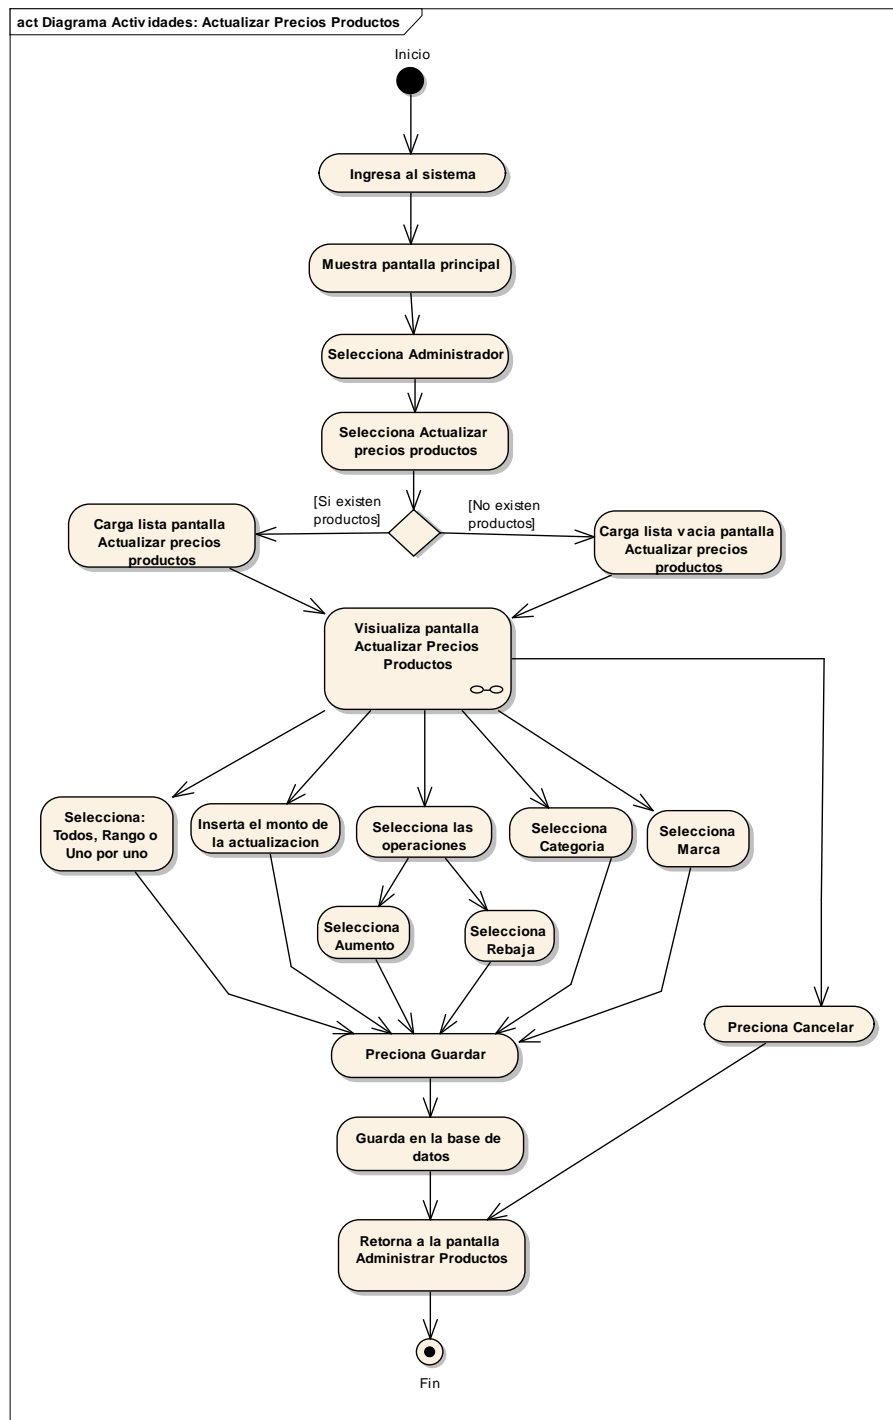 act Diagrama Actividades: Actualizar Precios Productos
Inicio
Ingresa al sistema
Muestra pantalla principal
Selecciona Administrador
Selecciona Actualizar
precios productos
[Si existen
productos]
[No existen
productos]
Carga lista pantalla
Actualizar precios
productos
Carga lista vacia pantalla
Actualizar precios
productos
Visiualiza pantalla
Actualizar Precios
Productos
Selecciona:
Todos, Rango o
Uno por uno
Inserta el monto de
la actualizacion
Selecciona las
operaciones
Selecciona
Categoria
Selecciona
Marca
Selecciona
Aumento
Selecciona
Rebaja
Preciona Cancelar
Preciona Guardar
Guarda en la base de
datos
Retorna a la pantalla
Administrar Productos
Fin